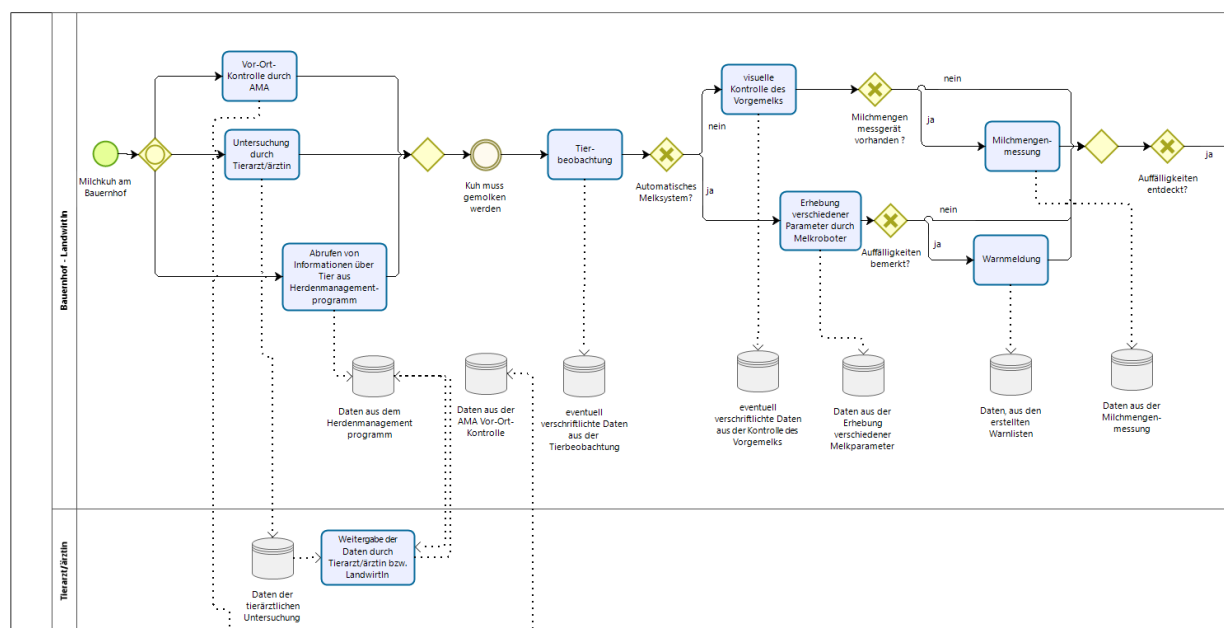 Bauernhof - LandwirtIn
Vor-Ort-
Kontrolle durch
AMA
Untersuchung
durch
Tierarzt/ärztin
Milchkuh am
Bauernhof
Abrufen von
Informationen über
Tier aus
Herdenmanagement-
programm
Kuh muss
gemolken
werden
Tier-
beobachtung
Automatisches
Melksystem?
nein
ja
visuelle
Kontrolle des
Vorgemelks
Milchmengen
messgerät
vorhanden ?
nein
ja
Milchmengen-
messung
Erhebung
verschiedener
Parameter durch
Melkroboter
Auffälligkeiten
bemerkt?
nein
ja
Warnmeldung
Auffälligkeiten
entdeckt?
ja
Daten aus dem
Herdenmanagement
programm
Daten aus der
AMA Vor-Ort-
Kontrolle
eventuell
verschriftlichte Daten
aus der
Tierbeobachtung
eventuell
verschriftlichte Daten
aus der Kontrolle des
Vorgemelks
Daten aus der
Erhebung
verschiedener
Melkparameter
Daten, aus den
erstellten
Warnlisten
Daten aus der
Milchmengen-
messung
Tierarzt/ärztin
Daten der
tierärztlichen
Untersuchung
Weitergabe der
Daten durch
Tierarzt/ärztin bzw.
LandwirtIn